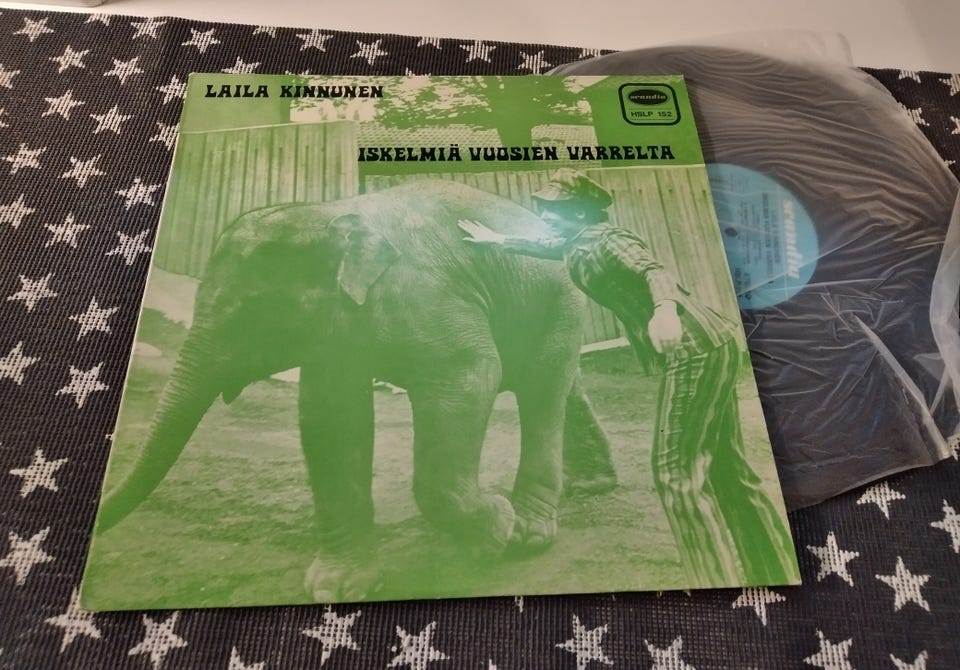 LAILA KINNUNEN
scandia
HSLP 152
ISKELMIÄ VUOSIEN VARRELTA
scandia